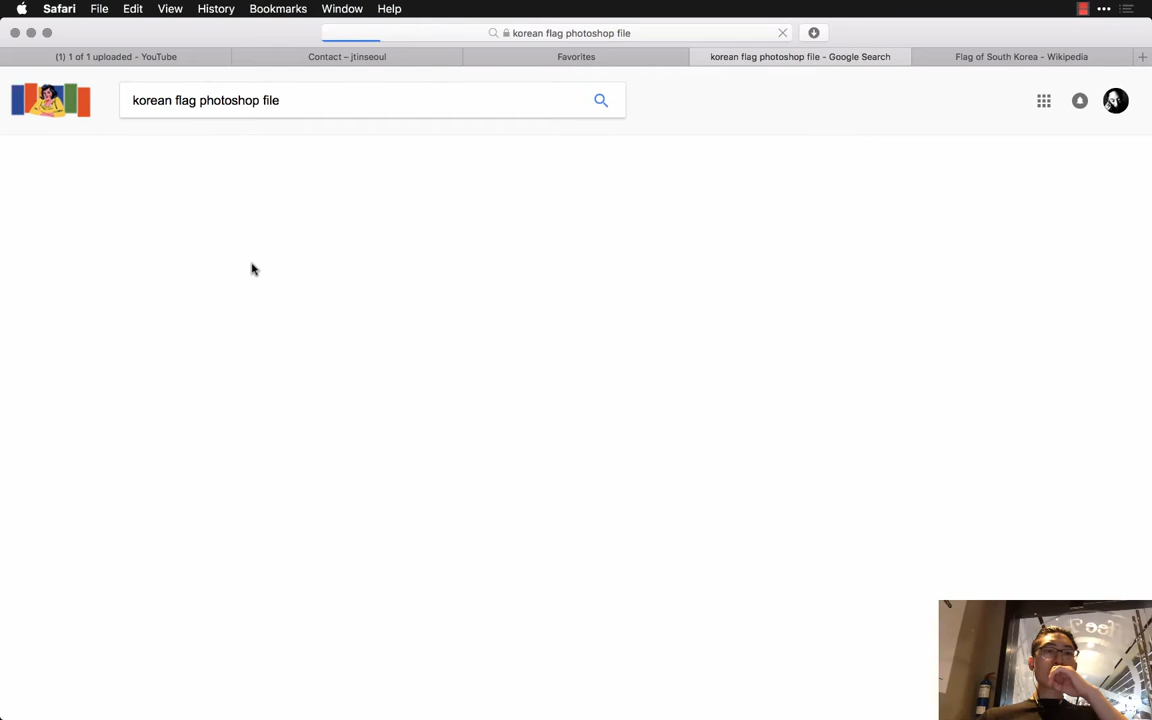 Safari File Edit View History Bookmarks Window Help
korean flag photoshop file
(1) 1 of 1 uploaded - YouTube
Contact – jtinseoul
Favorites
korean flag photoshop file - Google Search
Flag of South Korea - Wikipedia
korean flag photoshop file